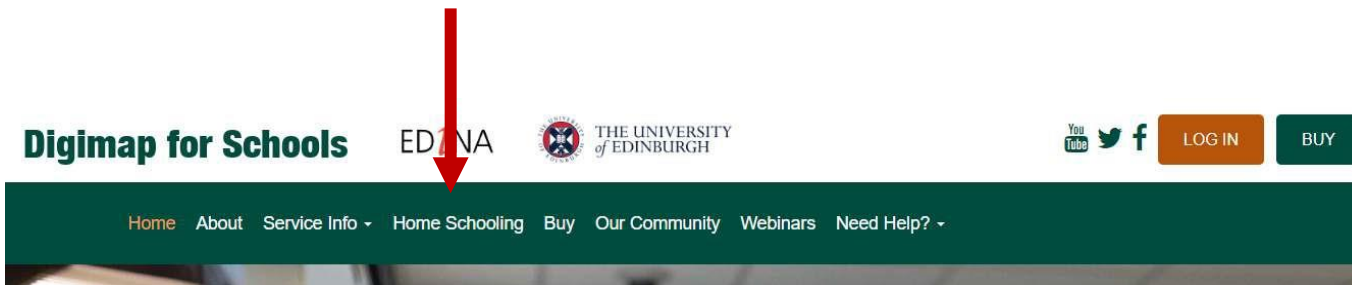 Digimap for Schools EDINA THE UNIVERSITY
of EDINBURGH
You
Tube
f
LOG IN
BUY
Home About Service Info Home Schooling Buy Our Community Webinars Need Help?